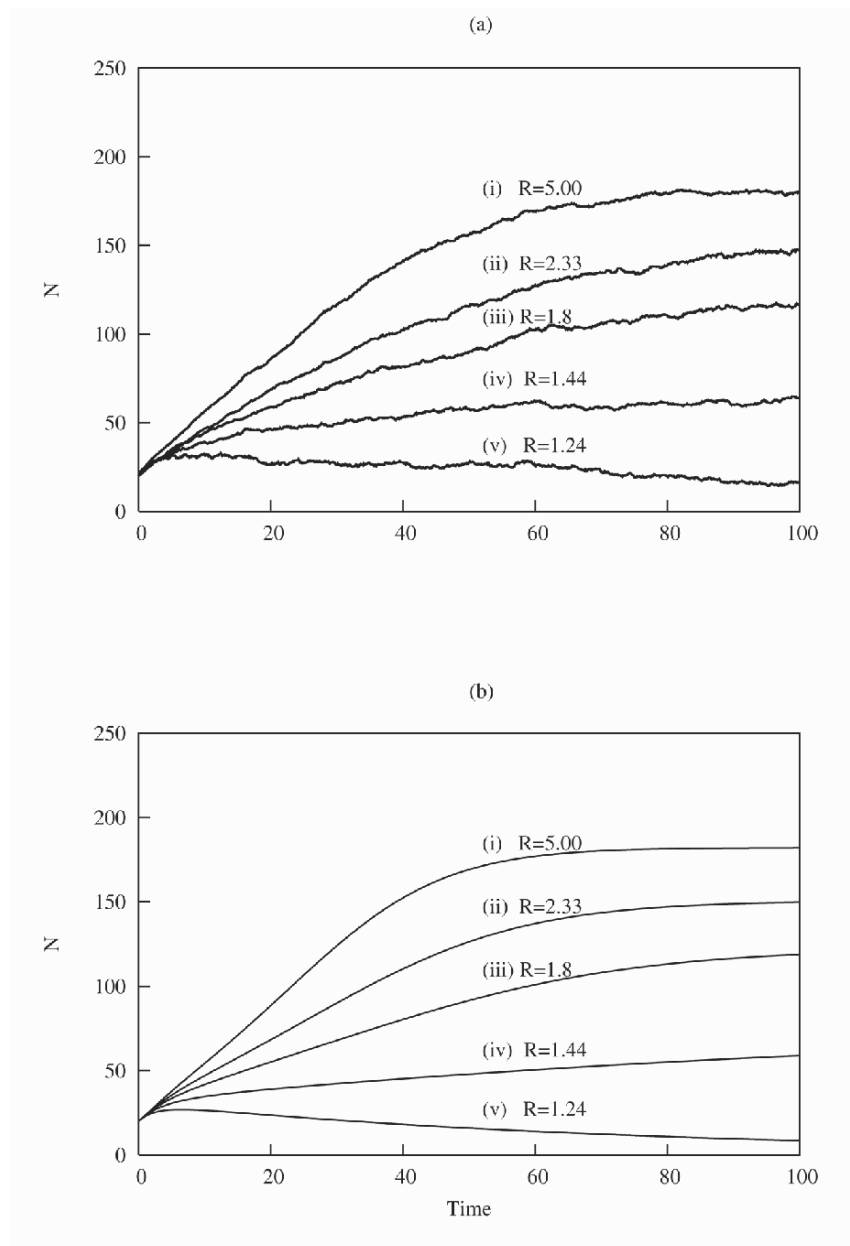 (a)
250
200
150
100
50
0
N
(i) R=5.00
(ii) R=2.33
(iii) R=1.8
(iv) R=1.44
(v) R=1.24
0 20 40 60 80 100
(b)
250
200
150
100
50
0
N
(i) R=5.00
(ii) R=2.33
(iii) R=1.8
(iv) R=1.44
(v) R=1.24
0 20 40 60 80 100
Time